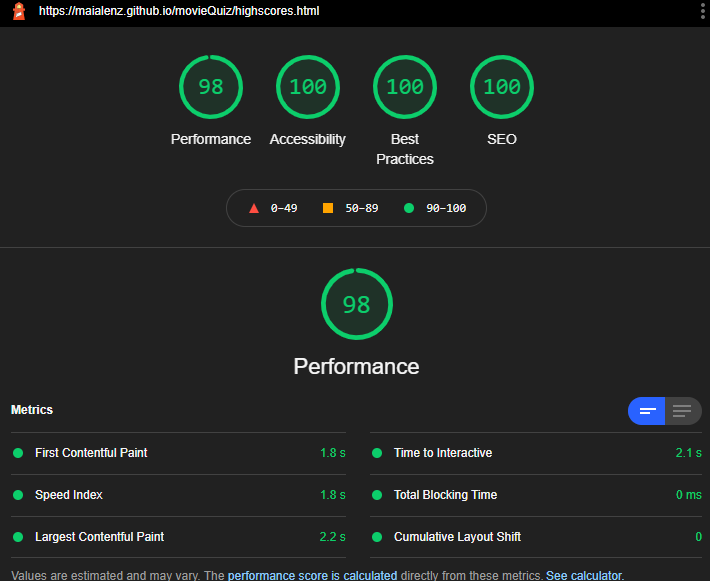 https://maialenz.github.io/movieQuiz/highscores.html
98 100 100 100
Performance Accessibility Best Practices SEO
0–49 50–89 90–100
98
Performance
Metrics
First Contentful Paint 1.8 s
Time to Interactive 2.1 s
Speed Index 1.8 s
Total Blocking Time 0 ms
Largest Contentful Paint 2.2 s
Cumulative Layout Shift 0
Values are estimated and may vary. The performance score is calculated directly from these metrics. See calculator.